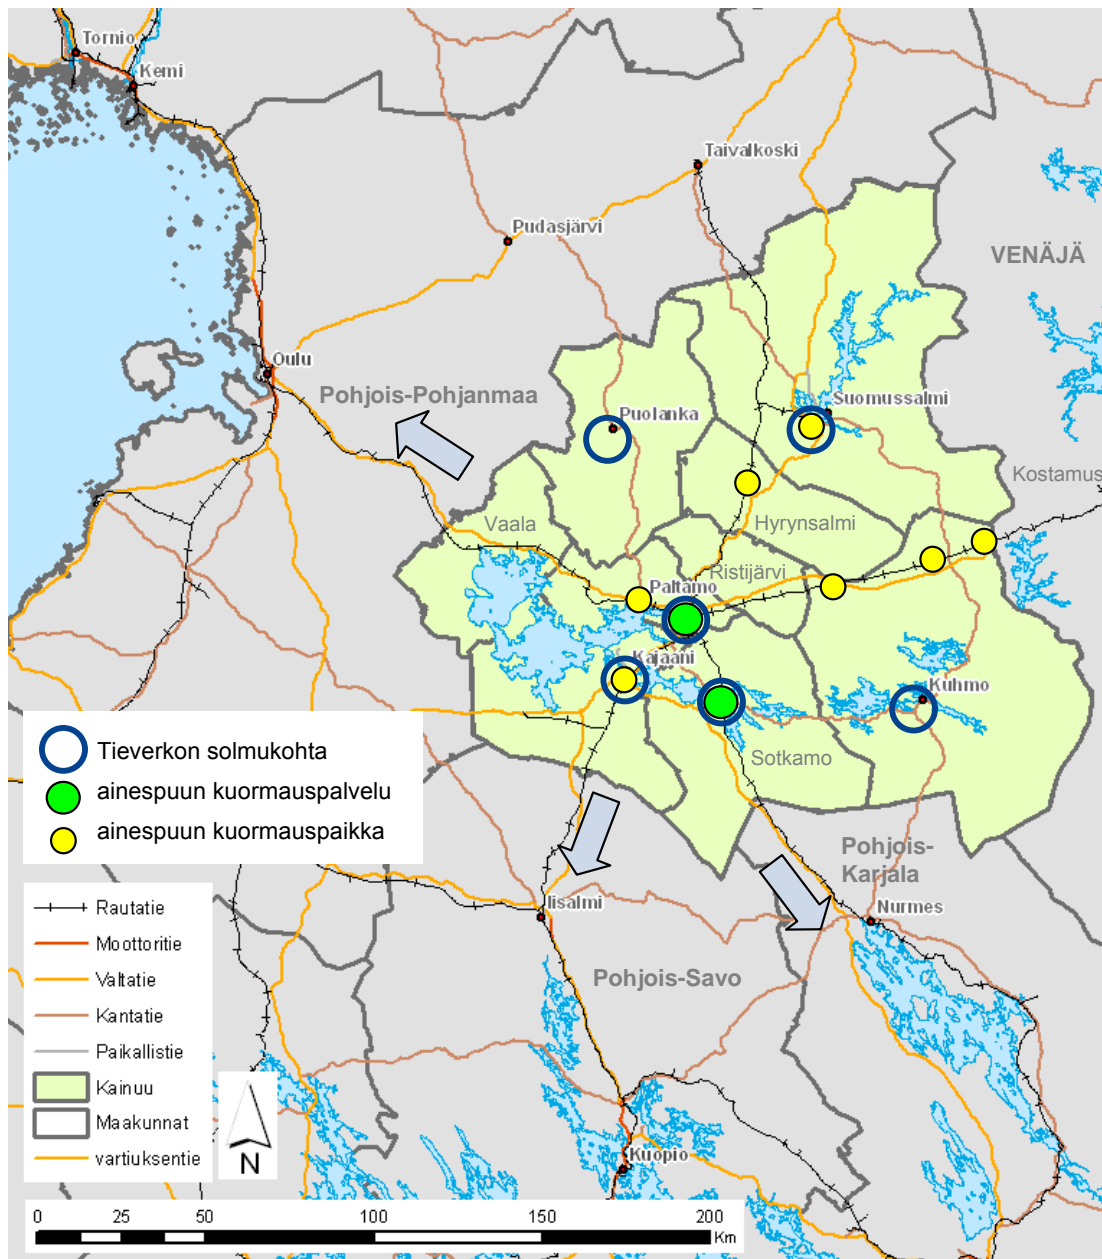 Tornio
Kemi
Taivalkoski
Pudasjärvi
VENÄJÄ
Oulu
Pohjois-Pohjanmaa
Suomussalmi
Puolanka
Kostamus
Vaala
Hyrynsalmi
Ristijärvi
Paltamo
Kajaani
Kuhmo
Sotkamo
Tieverkon solmukohta
ainespuun kuormauspalvelu
ainespuun kuormauspaikka
Pohjois-
Karjala
Nurmes
Iisalmi
Pohjois-Savo
Rautatie
Moottoritie
Valtatie
Kantatie
Paikallistie
Kainuu
Maakunnat
vartiuksentie
N
Kuopio
0 25 50 100 150 200
Km